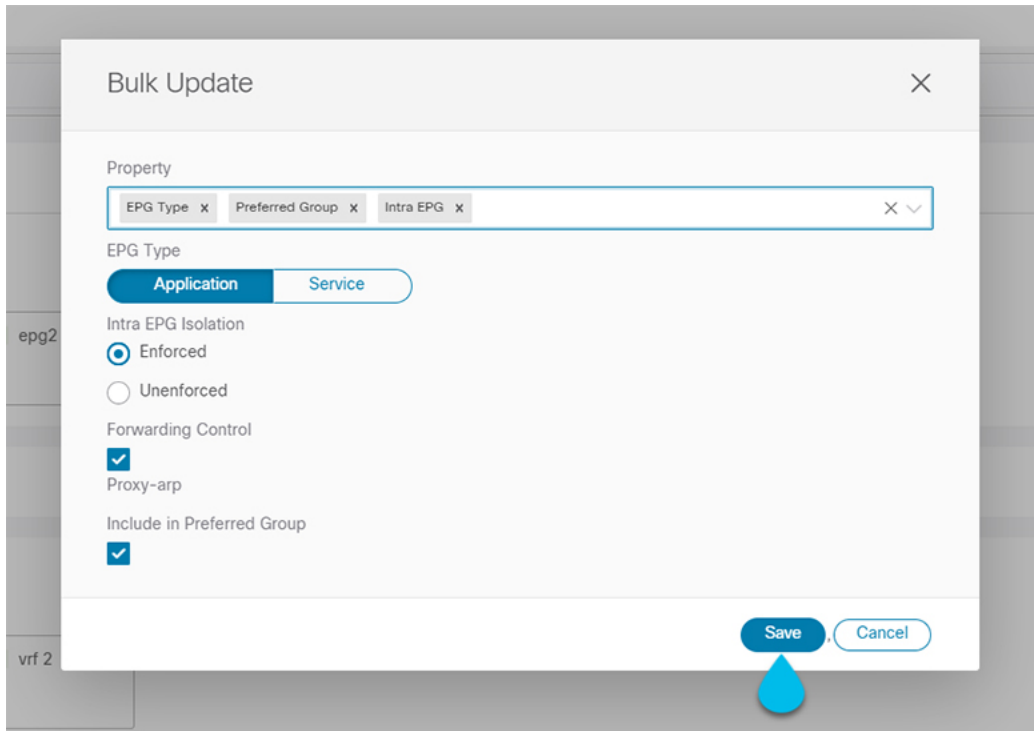 Bulk Update
Property
EPG Type x Preferred Group x Intra EPG x
EPG Type
Application Service
Intra EPG Isolation
epg2
Enforced
Unenforced
Forwarding Control
Proxy-arp
Include in Preferred Group
Save , Cancel
vrf 2